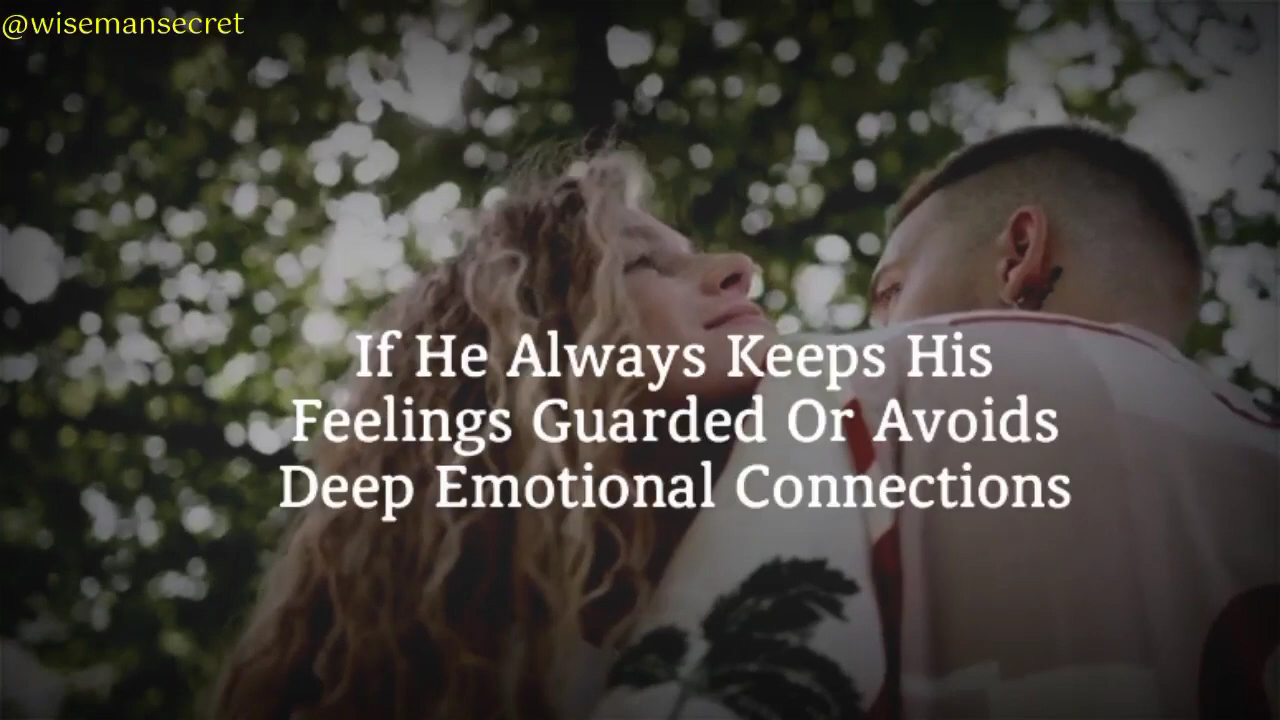 @wisemansecret
If He Always Keeps His
Feelings Guarded Or Avoids
Deep Emotional Connections